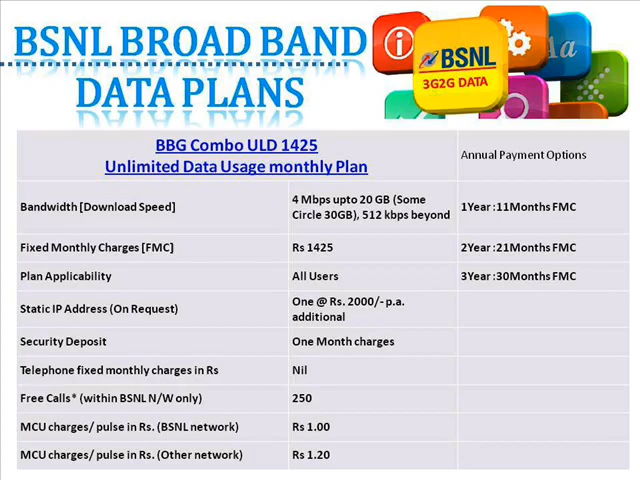 BSNL BROAD BAND
DATA PLANS
BSNL
3G2G DATA
Aa
BBG Combo ULD 1425
Unlimited Data Usage monthly Plan
Annual Payment Options
Bandwidth [Download Speed]
4 Mbps upto 20 GB (Some
Circle 30GB), 512 kbps beyond
1Year :11Months FMC
Fixed Monthly Charges [FMC]
Rs 1425
2Year :21Months FMC
Plan Applicability
All Users
3Year :30Months FMC
Static IP Address (On Request)
One @ Rs. 2000/- p.a.
additional
Security Deposit
One Month charges
Telephone fixed monthly charges in Rs
Nil
Free Calls* (within BSNL N/W only)
250
MCU charges/ pulse in Rs. (BSNL network)
Rs 1.00
MCU charges/ pulse in Rs. (Other network)
Rs 1.20